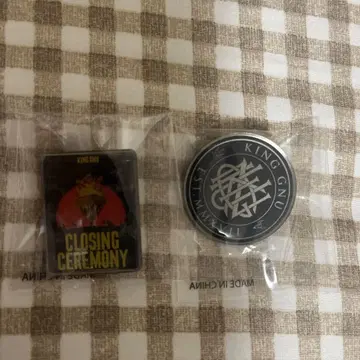 KING GNU
CLOSING
CEREMONY
KING GNU
MADE IN CHINA